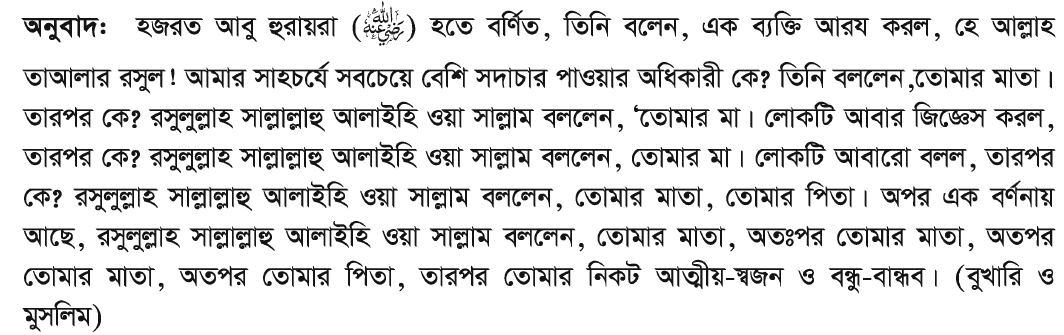 অনুবাদ: হজরত আবু হুরায়রা (رضي الله عنه) হতে বর্ণিত, তিনি বলেন, এক ব্যক্তি আরয করল, হে আল্লাহ
তাআলার রসুল! আমার সাহচর্যে সবচেয়ে বেশি সদাচার পাওয়ার অধিকারী কে? তিনি বললেন,তোমার মাতা।
তারপর কে? রসুলুল্লাহ সাল্লাল্লাহু আলাইহি ওয়া সাল্লাম বললেন, ‘তোমার মা। লোকটি আবার জিজ্ঞেস করল,
তারপর কে? রসুলুল্লাহ সাল্লাল্লাহু আলাইহি ওয়া সাল্লাম বললেন, তোমার মা। লোকটি আবারো বলল, তারপর
কে? রসুলুল্লাহ সাল্লাল্লাহু আলাইহি ওয়া সাল্লাম বললেন, তোমার মাতা, তোমার পিতা। অপর এক বর্ণনায়
আছে, রসুলুল্লাহ সাল্লাল্লাহু আলাইহি ওয়া সাল্লাম বললেন, তোমার মাতা, অতঃপর তোমার মাতা, অতপর
তোমার মাতা, অতপর তোমার পিতা, তারপর তোমার নিকট আত্মীয়-স্বজন ও বন্ধু-বান্ধব। (বুখারি ও
মুসলিম)